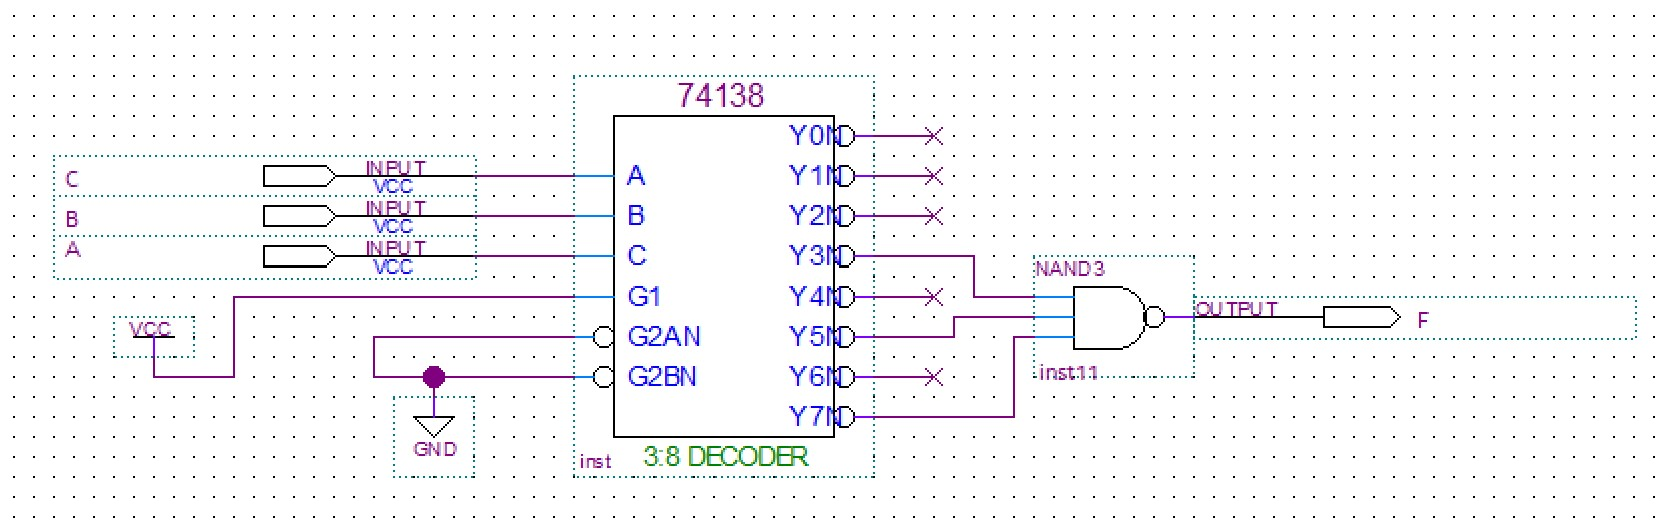 74138
Y0N
C
INPUT
VCC
A
Y1N
B
INPUT
VCC
B
Y2N
A
INPUT
VCC
C
Y3N
NAND3
G1
Y4N
OUTPUT
F
VCC
G2AN
Y5N
G2BN
Y6N
inst11
Y7N
GND
inst
3:8 DECODER